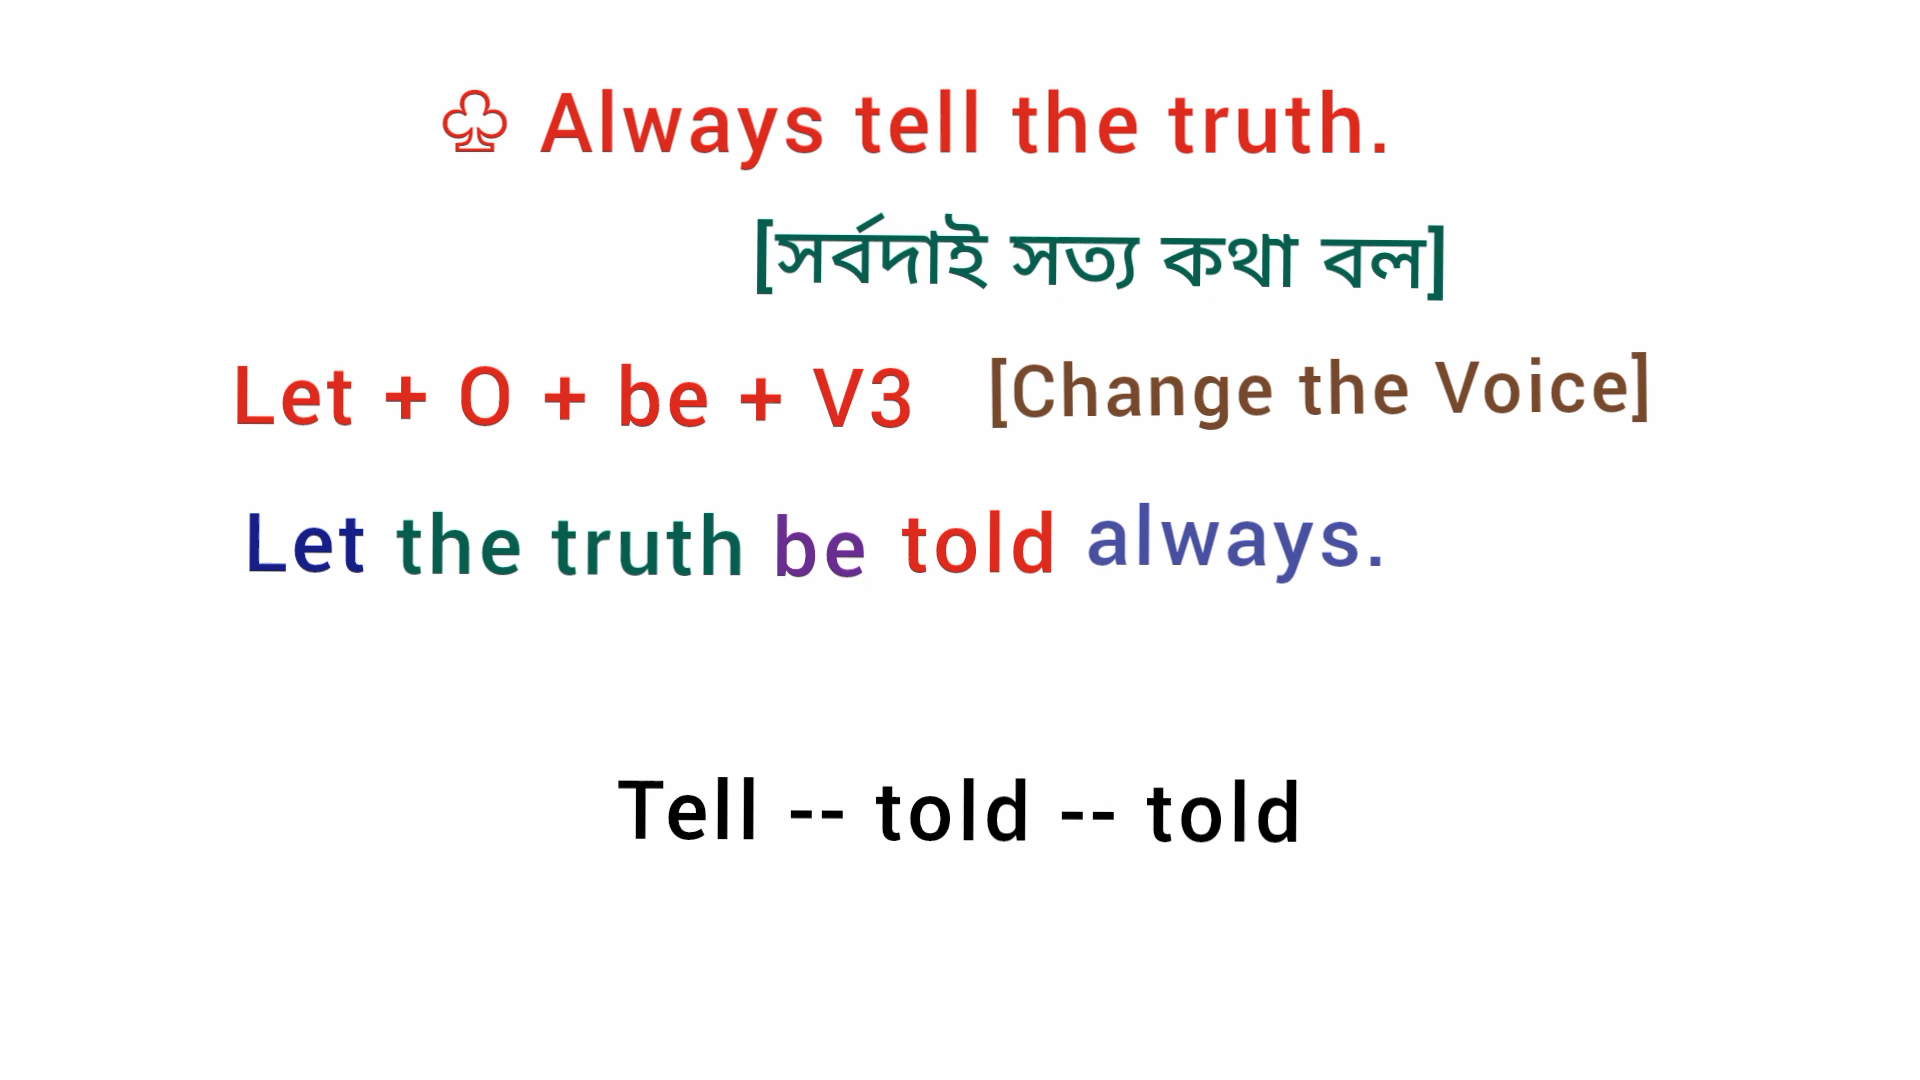 ♧ Always tell the truth.
[সর্বদাই সত্য কথা বল]
Let + O + be + V3 [Change the Voice]
Let the truth be told always.
Tell -- told -- told